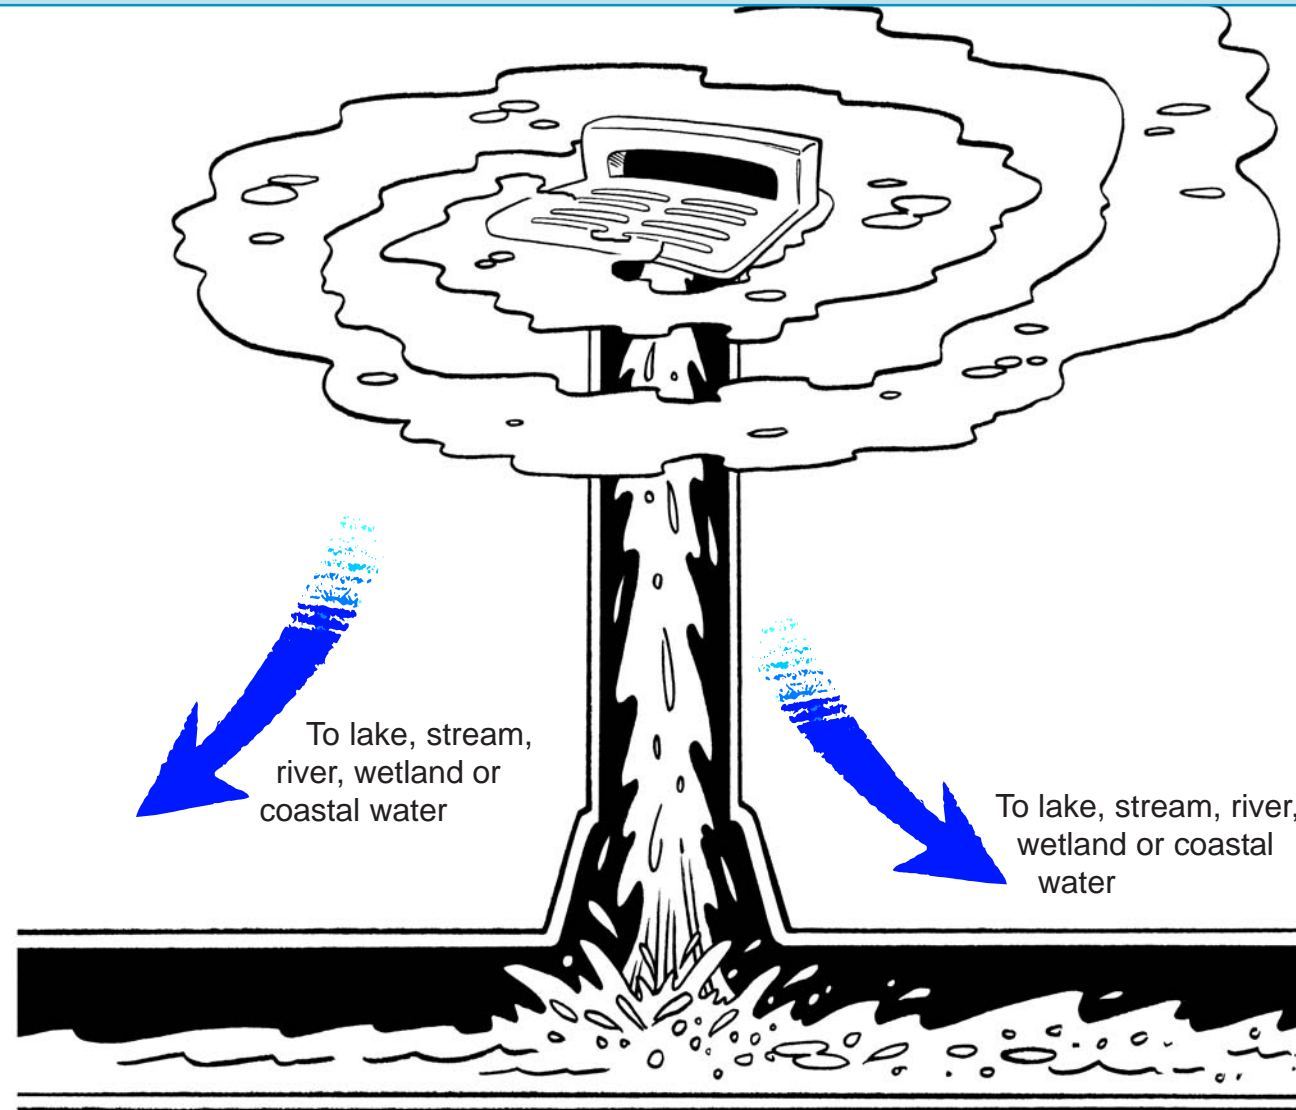 To lake, stream,
river, wetland or
coastal water
To lake, stream, river,
wetland or coastal
water